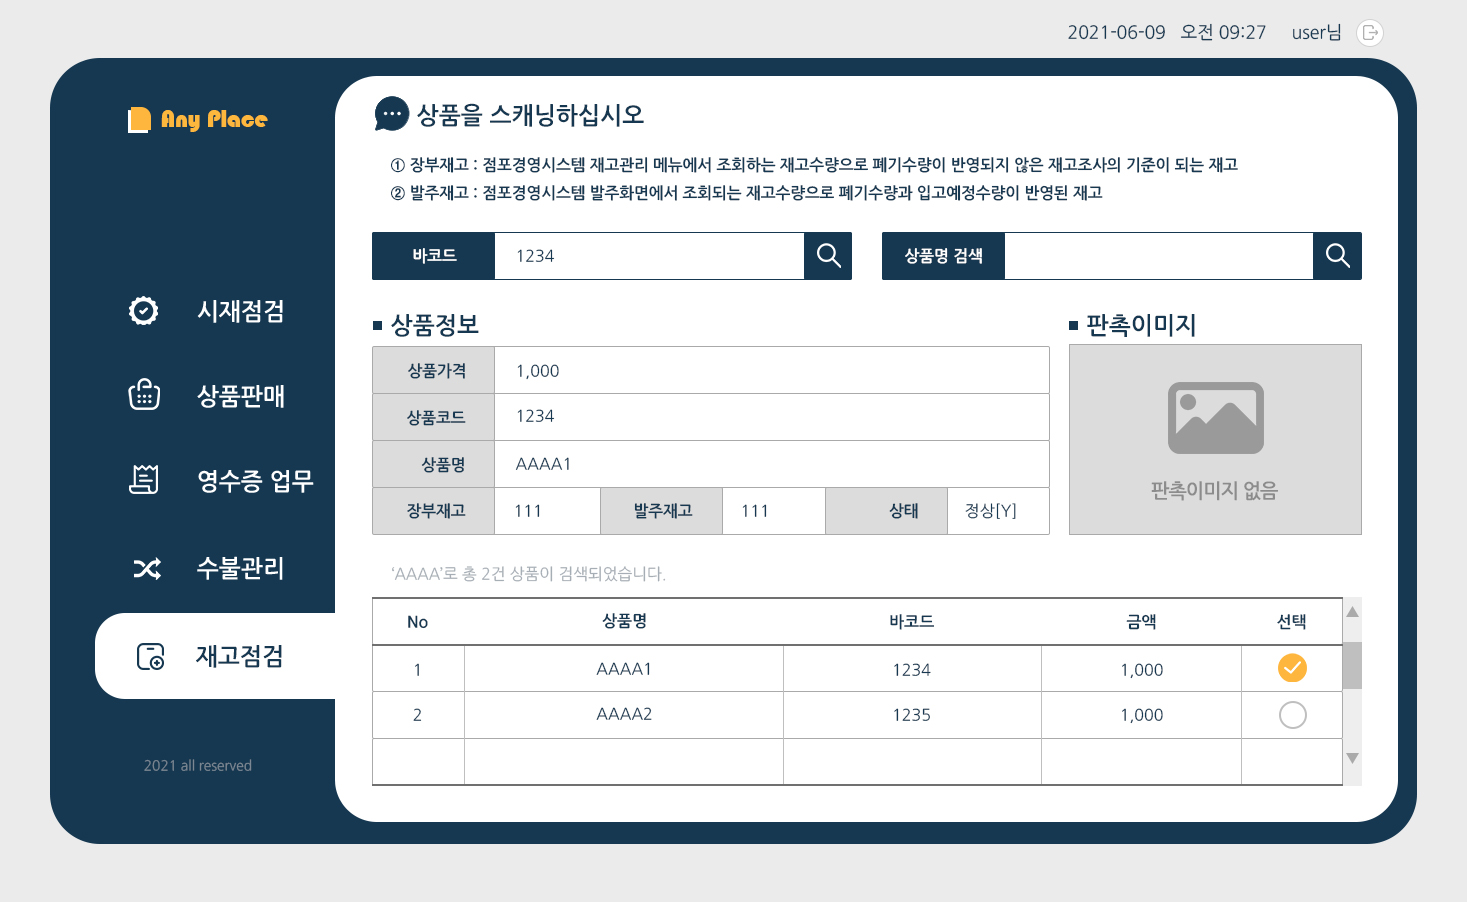 2021-06-09 오전 09:27 user님
Any Place
상품을 스캐닝하십시오
① 장부재고 : 점포경영시스템 재고관리 메뉴에서 조회하는 재고수량으로 폐기수량이 반영되지 않은 재고조사의 기준이 되는 재고
② 발주재고 : 점포경영시스템 발주화면에서 조회되는 재고수량으로 폐기수량과 입고예정수량이 반영된 재고
바코드 1234 상품명 검색
시재점검
상품판매
영수증 업무
수불관리
재고점검
2021 all reserved
상품정보
상품가격 1,000
상품코드 1234
상품명 AAAA1
장부재고 111 발주재고 111 상태 정상[Y]
판촉이미지
판촉이미지 없음
‘AAAA’로 총 2건 상품이 검색되었습니다.
No 상품명 바코드 금액 선택
1 AAAA1 1234 1,000
2 AAAA2 1235 1,000